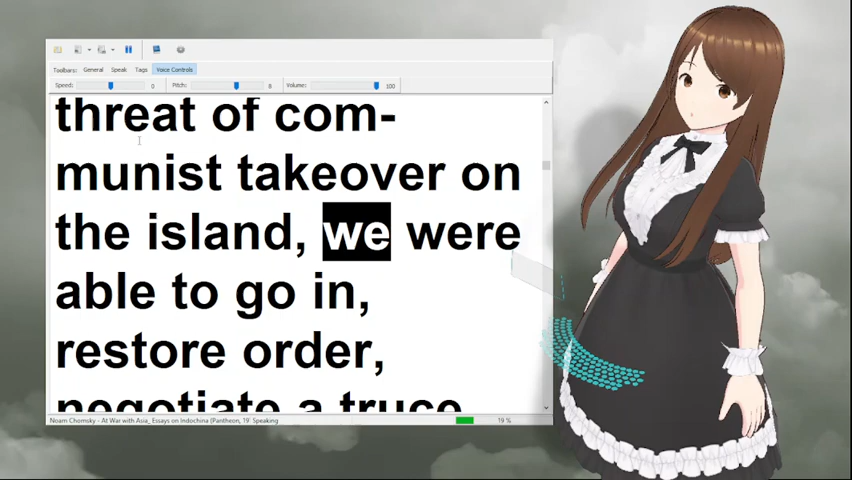 Toolbars: General Speak Tags Voice Controls
Speed: 0 Pitch: 8 Volume: 100
threat of com-
munist takeover on
the island, we were
able to go in,
restore order,
negotiate a truce
Noam Chomsky - At War with Asia_ Essays on Indochina (Pantheon, 19' Speaking 19 %